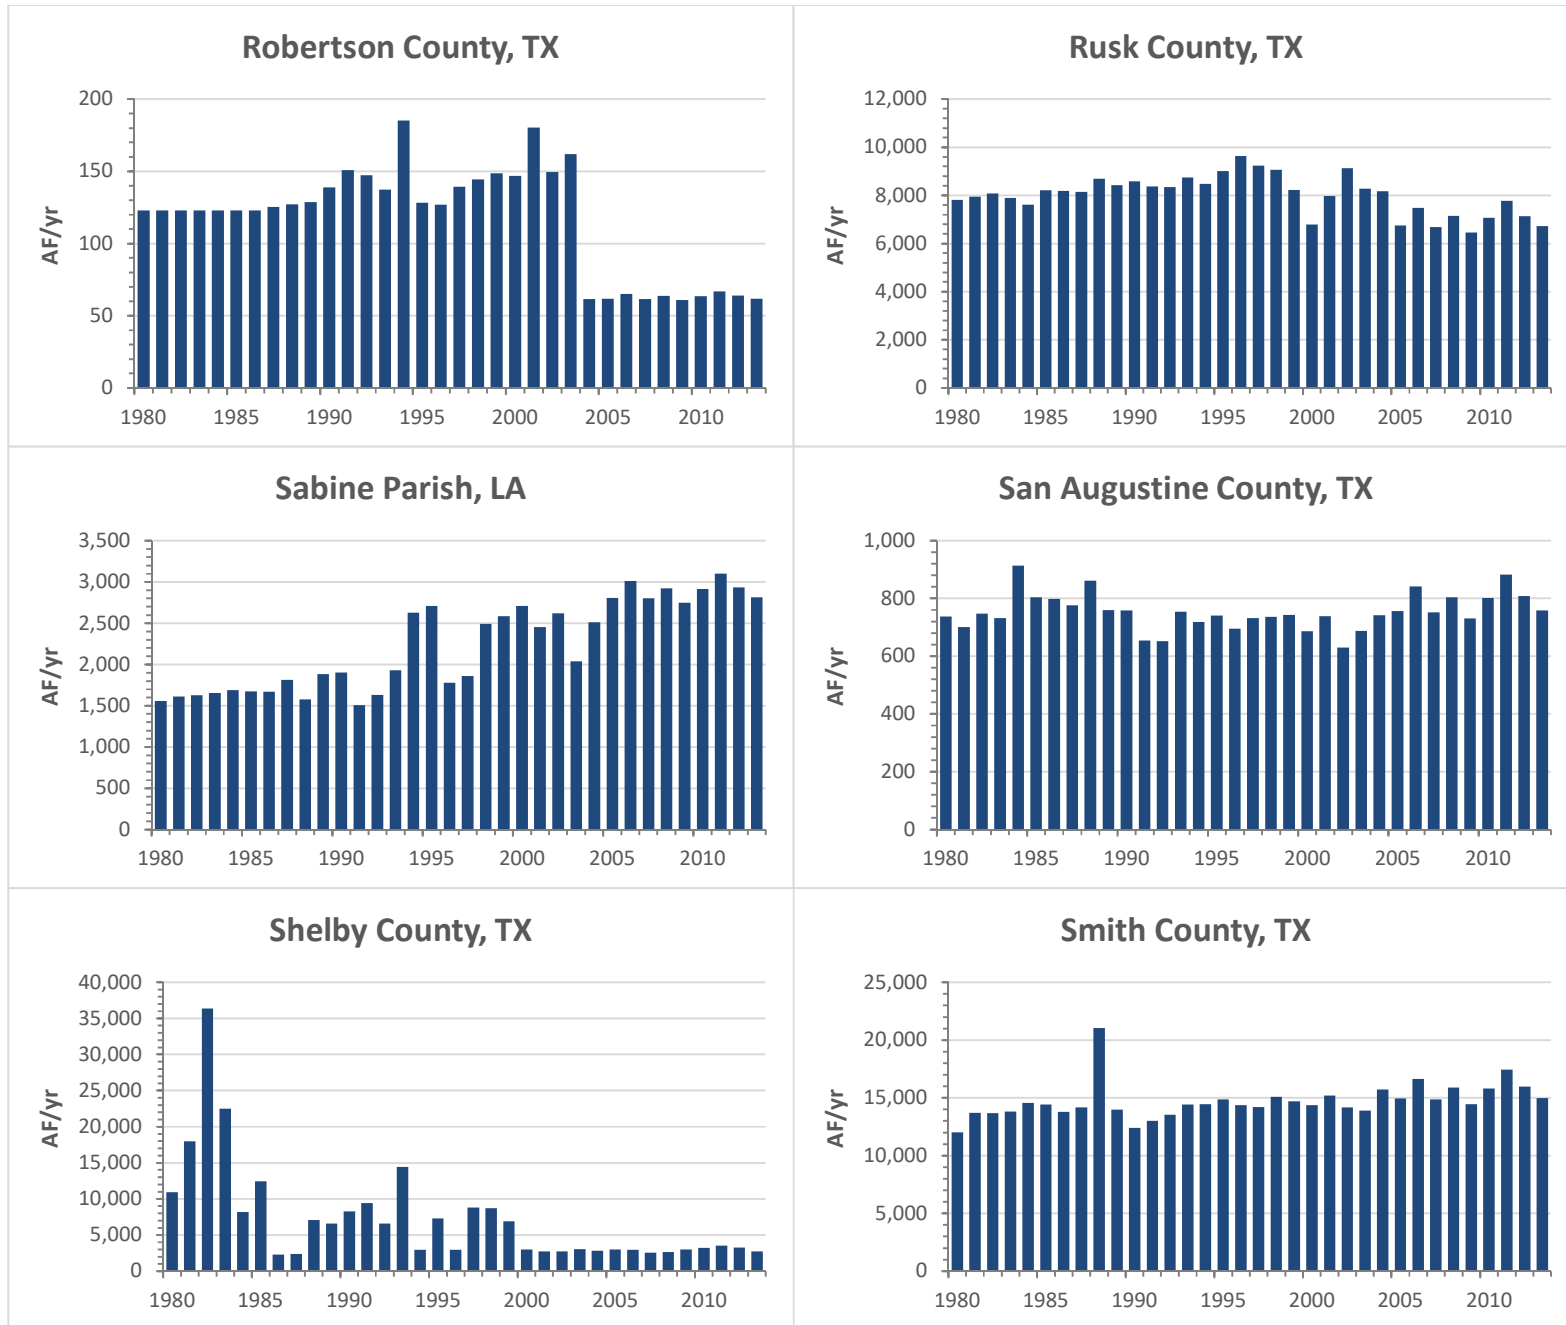 Robertson County, TX
200
150
100
50
0
AF/yr
1980 1985 1990 1995 2000 2005 2010
Rusk County, TX
12,000
10,000
8,000
6,000
4,000
2,000
0
AF/yr
1980 1985 1990 1995 2000 2005 2010
Sabine Parish, LA
3,500
3,000
2,500
2,000
1,500
1,000
500
0
AF/yr
1980 1985 1990 1995 2000 2005 2010
San Augustine County, TX
1,000
800
600
400
200
0
AF/yr
1980 1985 1990 1995 2000 2005 2010
Shelby County, TX
40,000
35,000
30,000
25,000
20,000
15,000
10,000
5,000
0
AF/yr
1980 1985 1990 1995 2000 2005 2010
Smith County, TX
25,000
20,000
15,000
10,000
5,000
0
AF/yr
1980 1985 1990 1995 2000 2005 2010